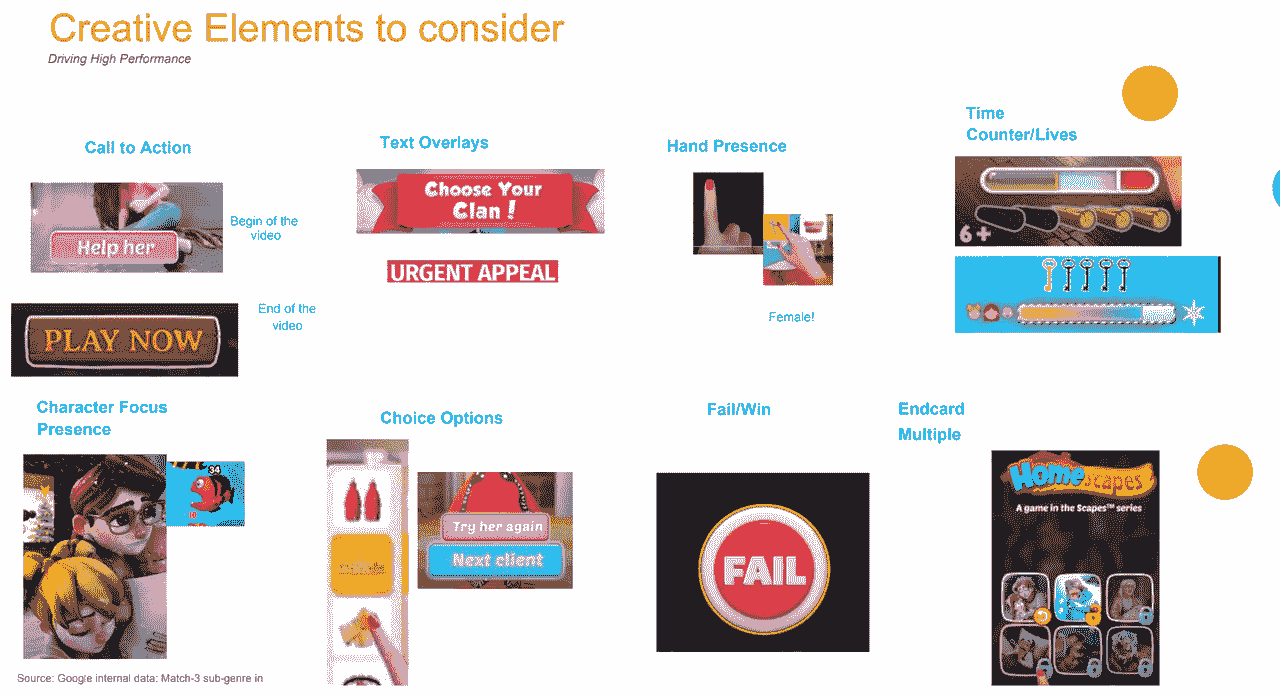 Creative Elements to consider
Driving High Performance
Call to Action
Help her
Begin of the
video
PLAY NOW
End of the
video
Text Overlays
Choose Your
Clan !
URGENT APPEAL
Hand Presence
Female!
Time
Counter/Lives
6+
Character Focus
Presence
34
Choice Options
Try her again
Next client
Fail/Win
FAIL
Endcard
Multiple
Homescapes
A game in the Scapes™ series
Source: Google internal data: Match-3 sub-genre in